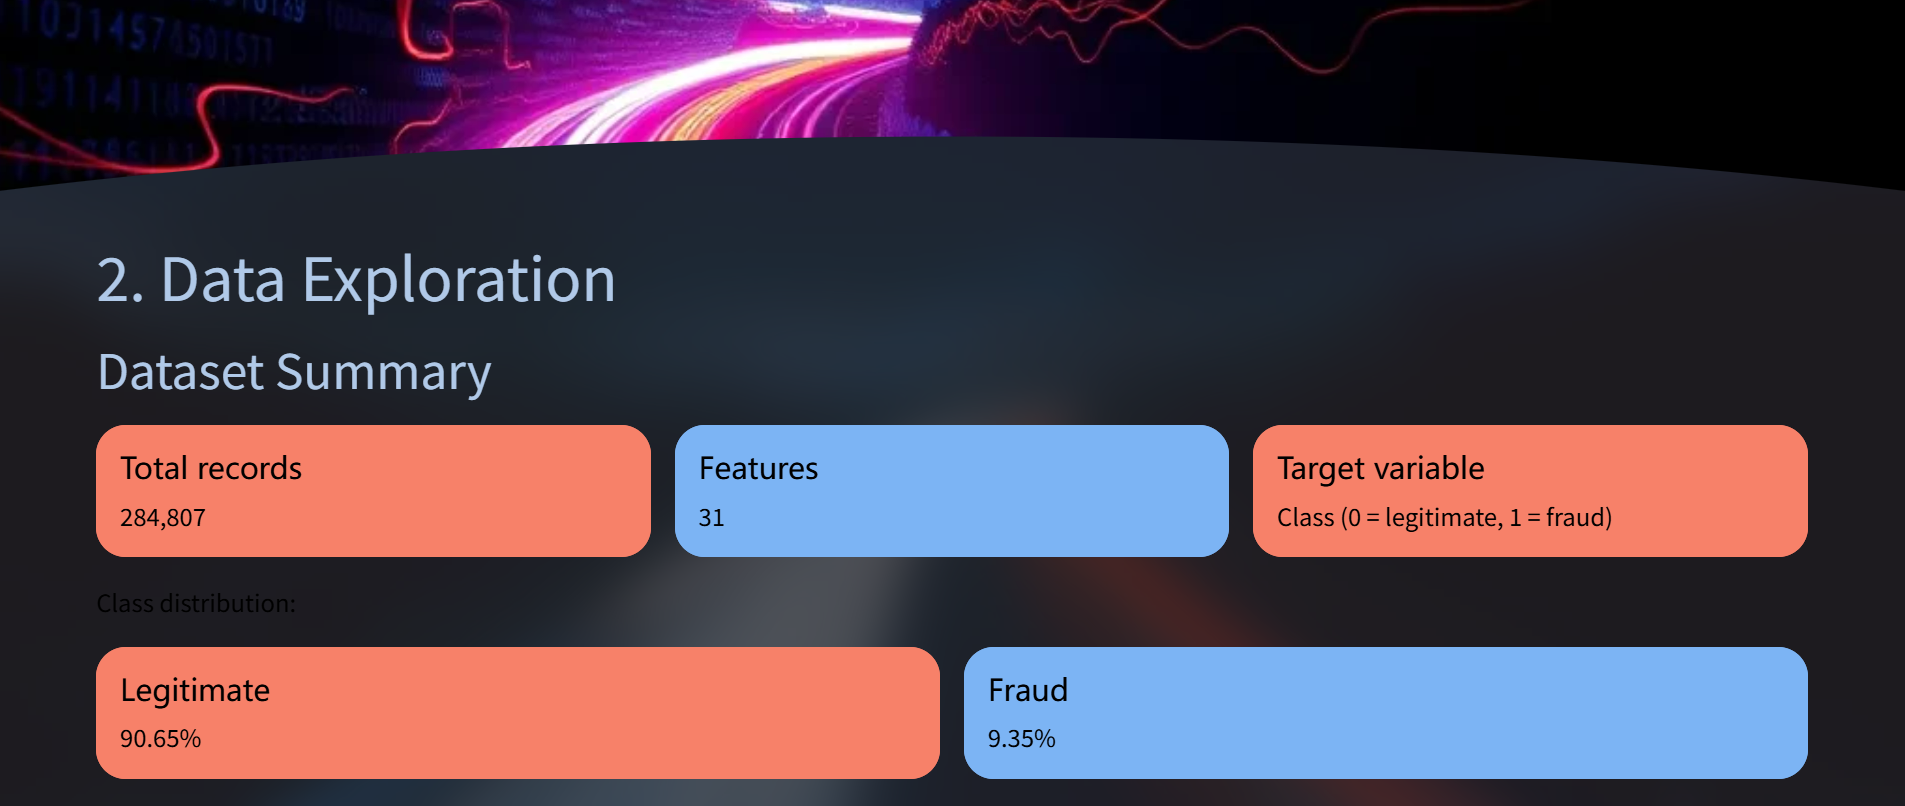 2. Data Exploration
Dataset Summary
Total records
284,807
Features
31
Target variable
Class (0 = legitimate, 1 = fraud)
Class distribution:
Legitimate
90.65%
Fraud
9.35%